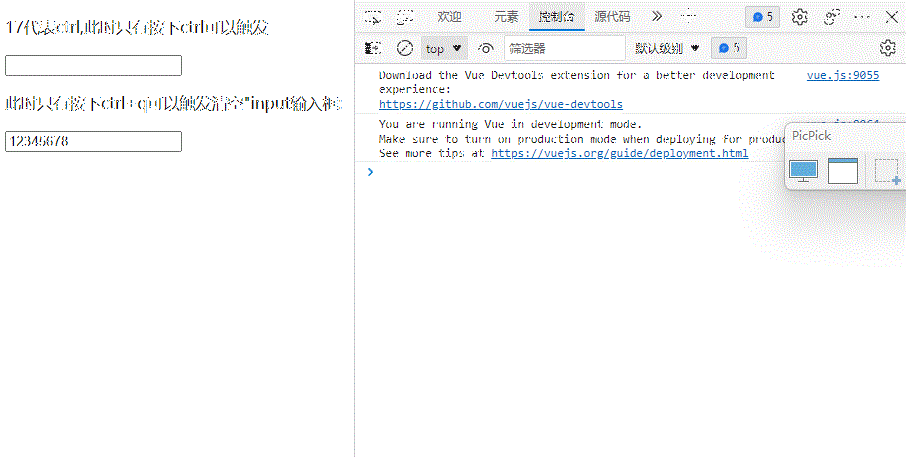 17代表ctrl,此时只有按下ctrl可以触发
此时只有按下ctrl+q可以触发清空"input输入框
12345678
欢迎
元素
控制台
源代码
5
top
筛选器
默认级别
5
Download the Vue Devtools extension for a better development
vue.js:9055
experience:
https://github.com/vuejs/vue-devtools
You are running Vue in development mode.
Make sure to turn on production mode when deploying for produc
See more tips at https://vuejs.org/guide/deployment.html
PicPick